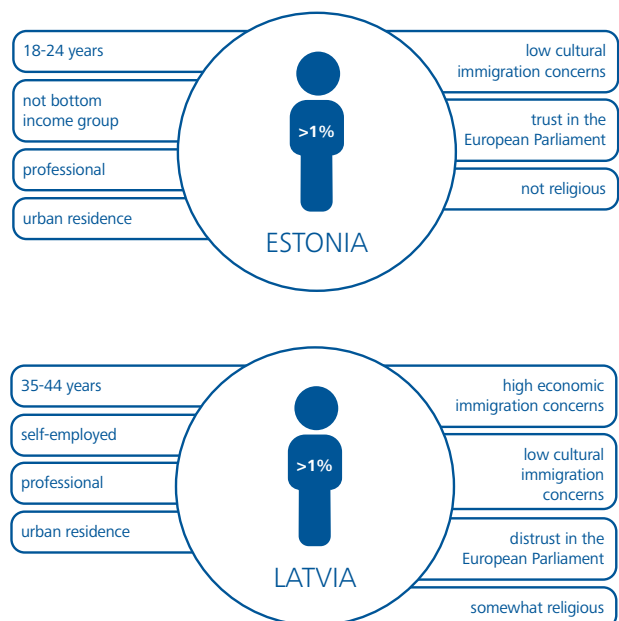 18-24 years
not bottom
income group
professional
urban residence
>1%
ESTONIA
low cultural
immigration concerns
trust in the
European Parliament
not religious
35-44 years
self-employed
professional
urban residence
>1%
LATVIA
high economic
immigration concerns
low cultural
immigration
concerns
distrust in the
European Parliament
somewhat religious